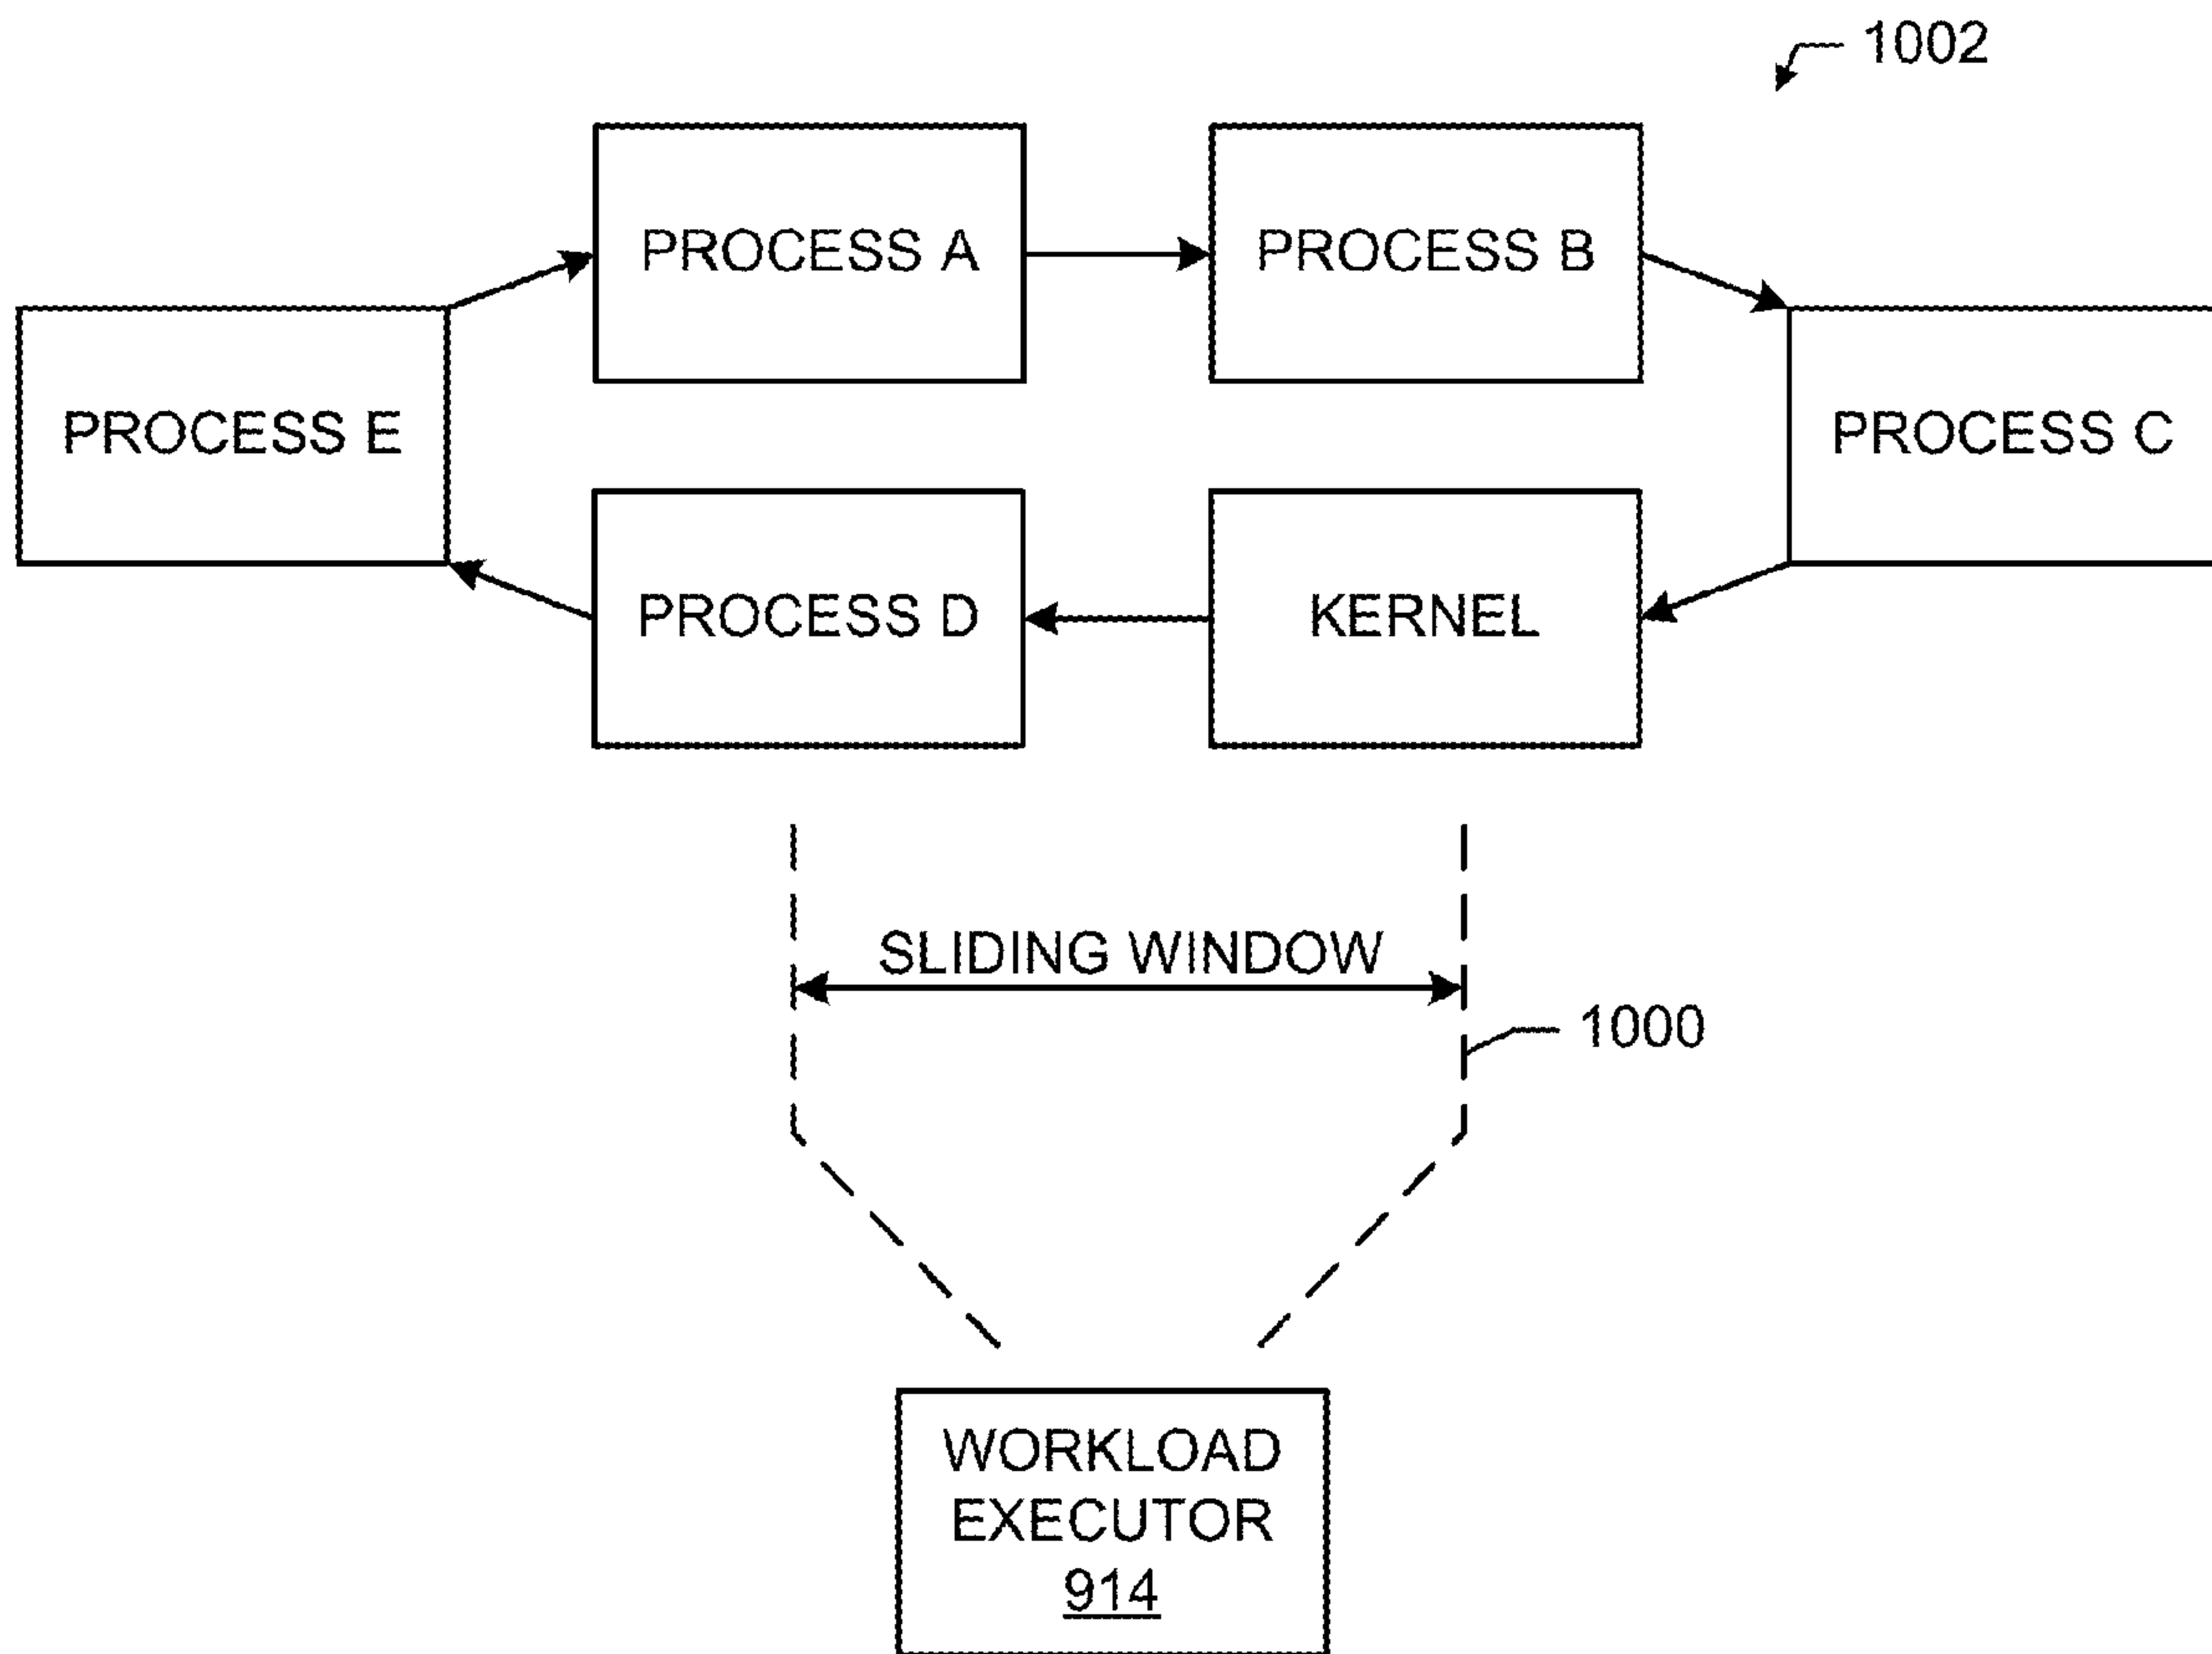 1002
PROCESS A
PROCESS B
PROCESS E
PROCESS C
PROCESS D
KERNEL
SLIDING WINDOW
1000
WORKLOAD
EXECUTOR
914